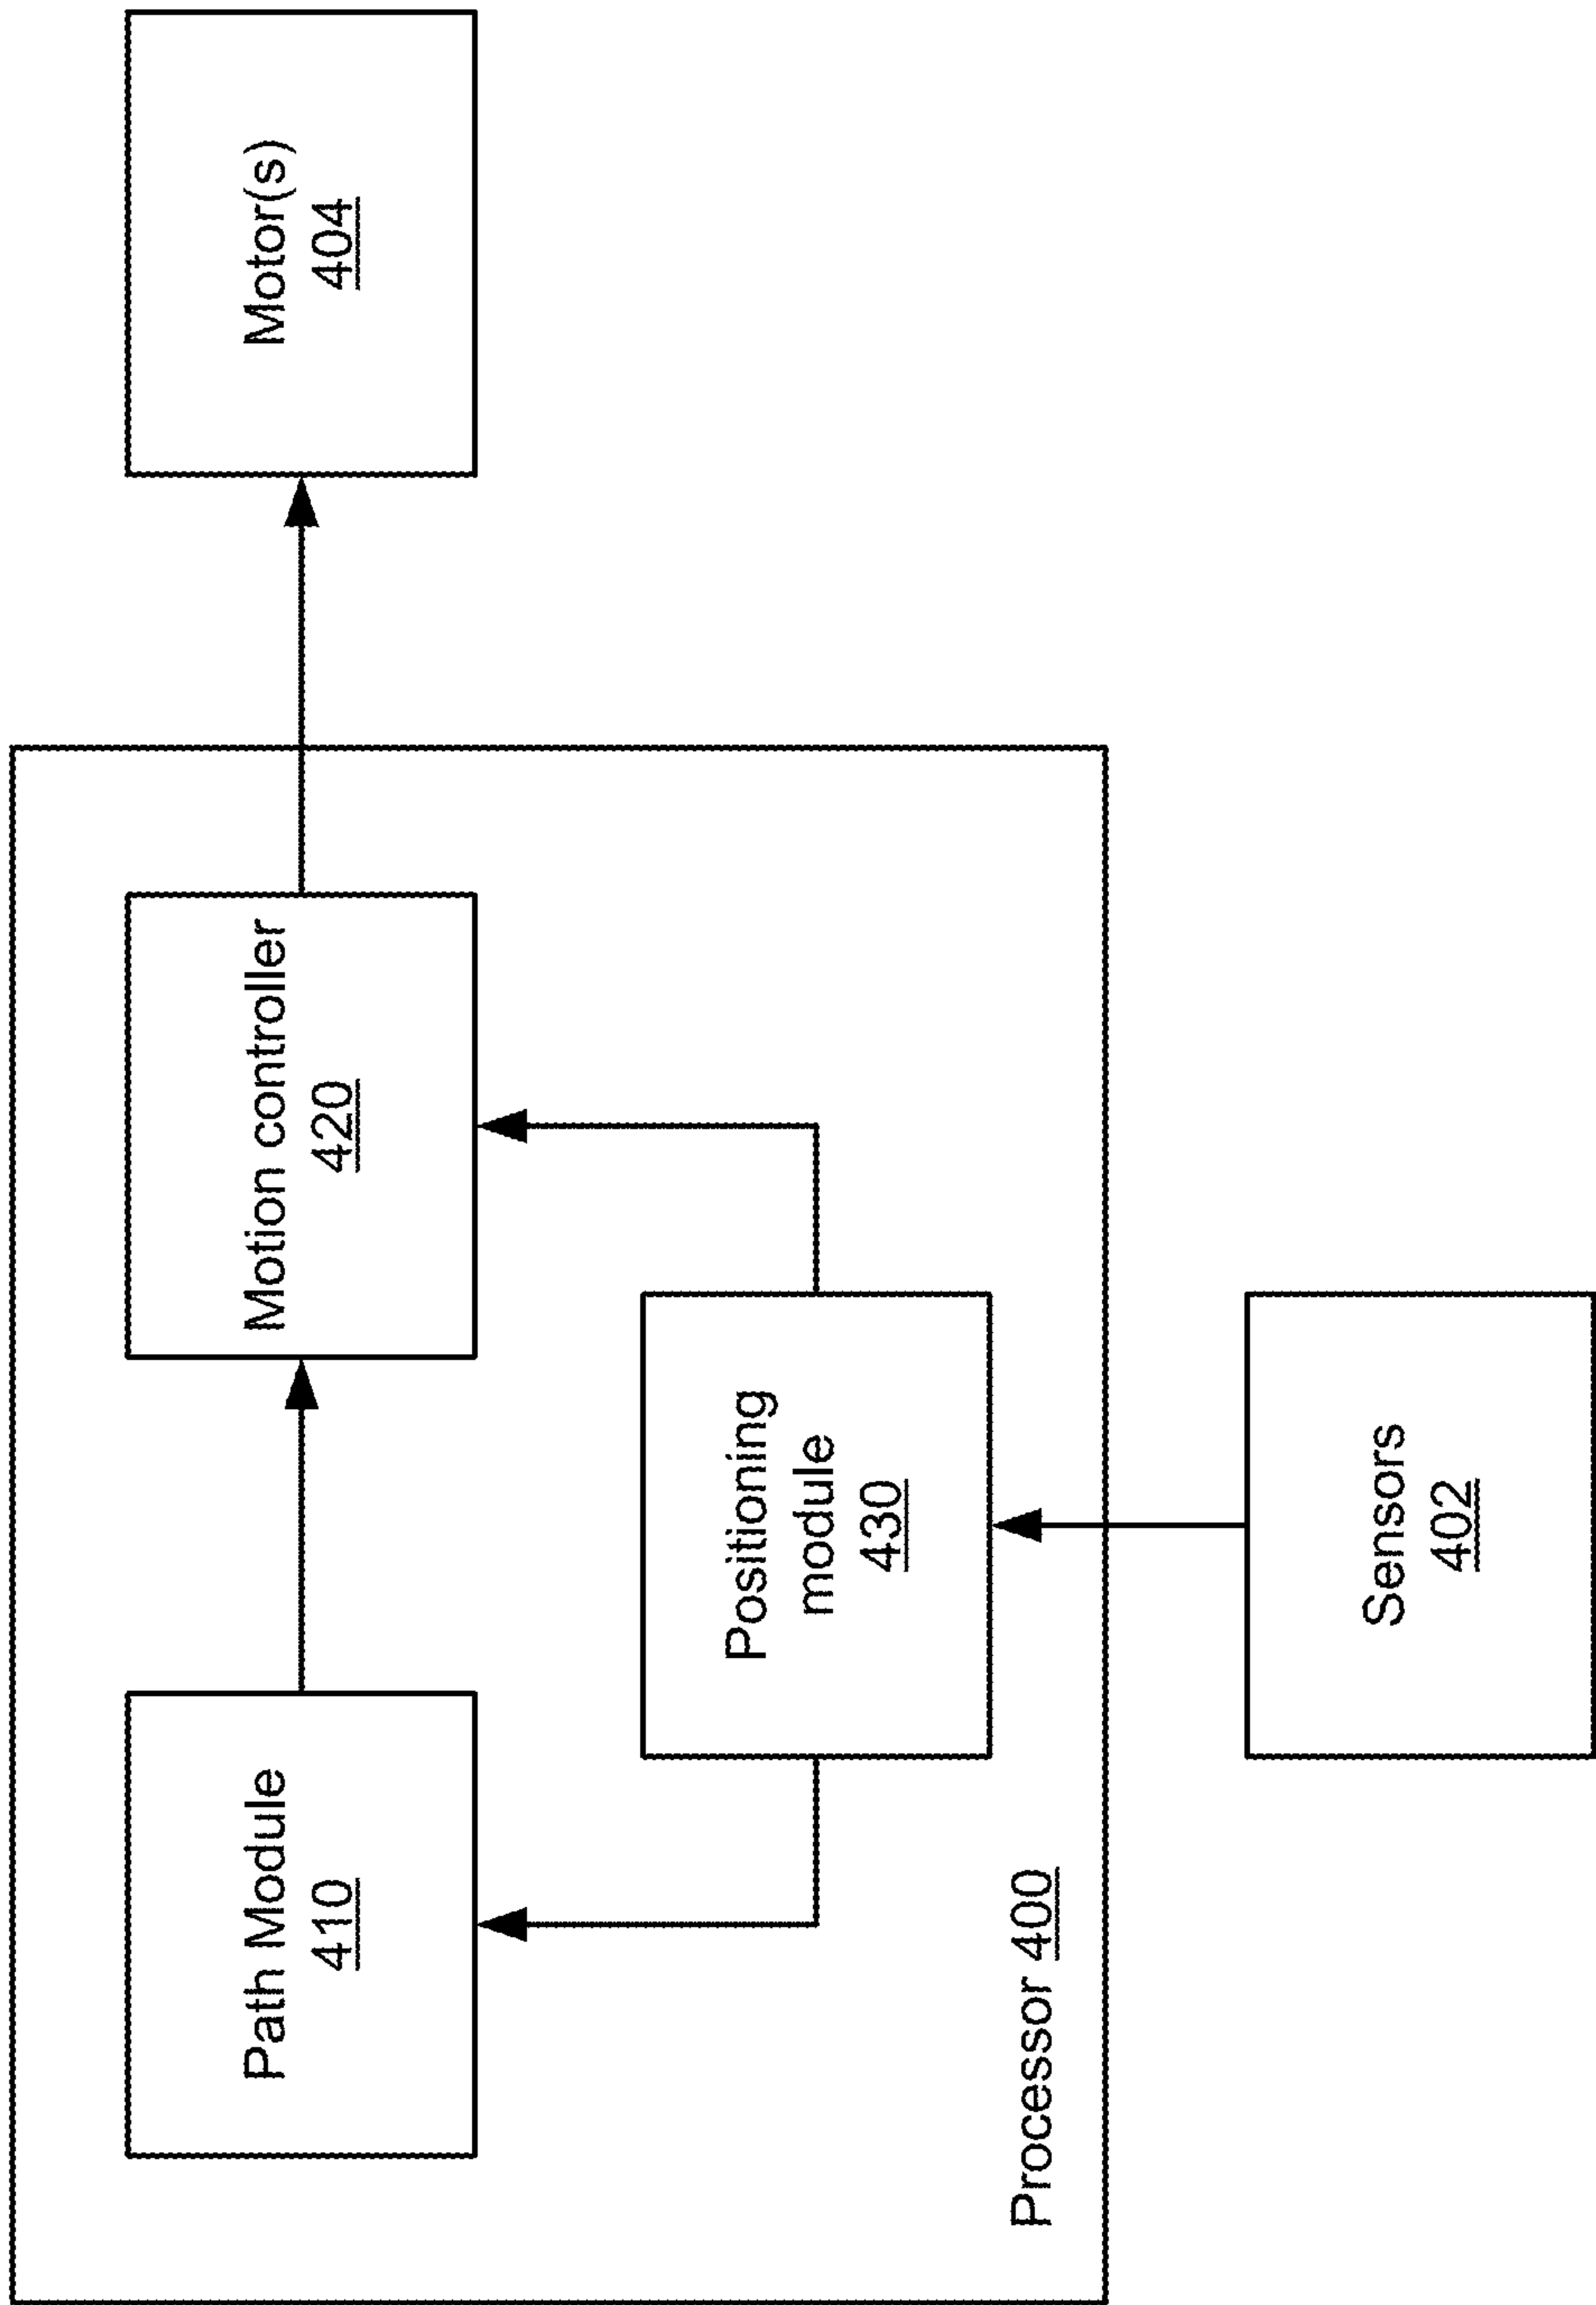 Path Module
410
Motion controller
420
Motor(s)
404
Positioning
module
430
Processor 400
Sensors
402